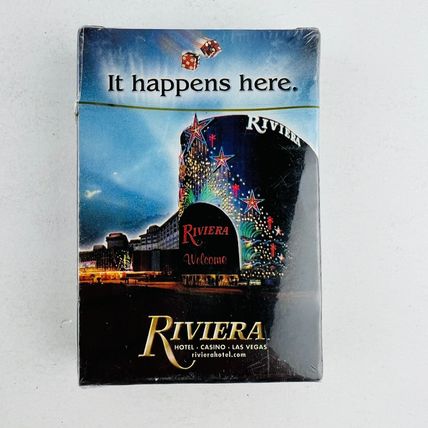 It happens here.
RIVIERA
RIVIERA
Welcome
RIVIERA
HOTEL · CASINO · LAS VEGAS
rivierahotel.com